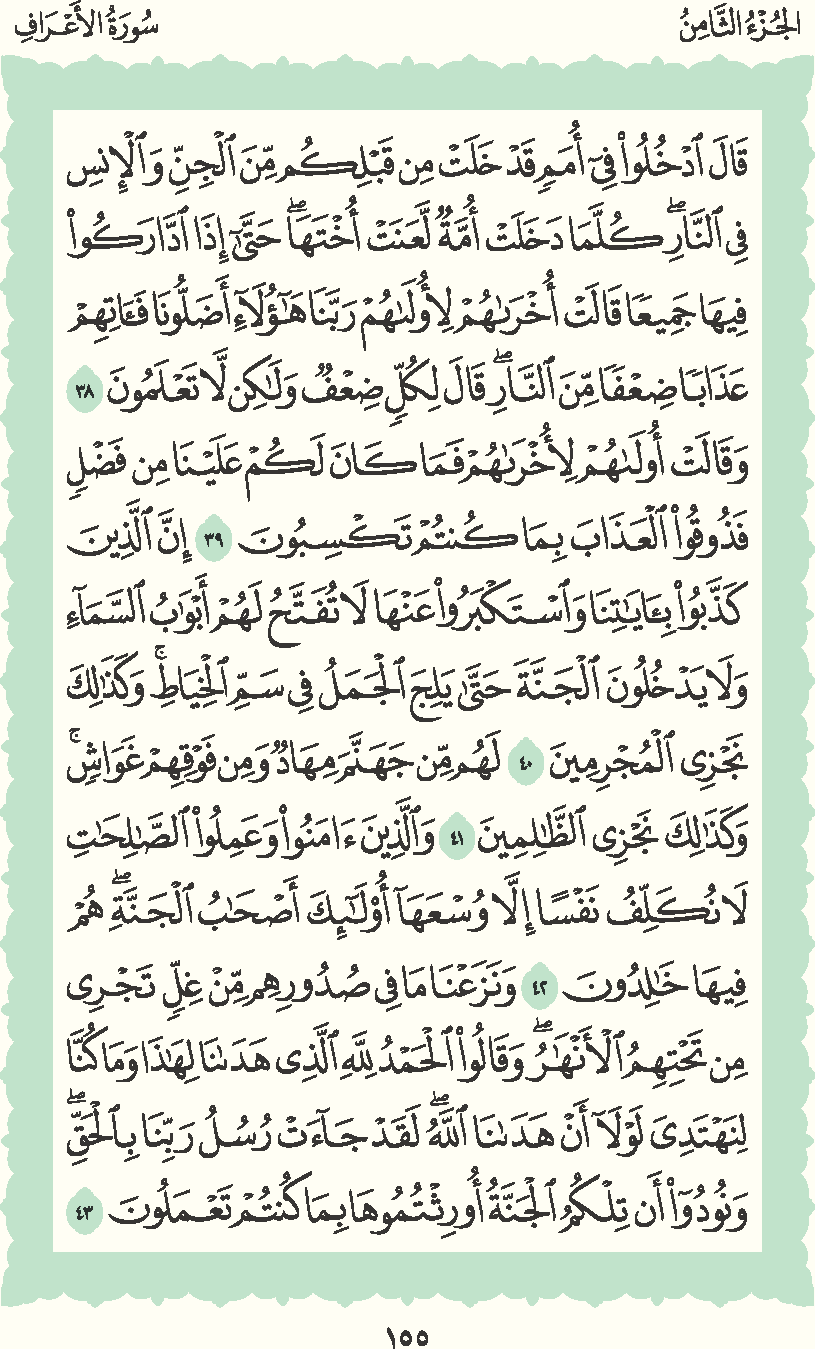 الجُزْءُ الثَّامِنُ
سُورَةُ الأَعْرَافِ
قَالَ ٱدْخُلُوا۟ فِىٓ أُمَمٍ قَدْ خَلَتْ مِن قَبْلِكُم مِّنَ ٱلْجِنِّ وَٱلْإِنسِ
فِى ٱلنَّارِ ۖ كُلَّمَا دَخَلَتْ أُمَّةٌ لَّعَنَتْ أُخْتَهَا ۖ حَتَّىٰٓ إِذَا ٱدَّارَكُوا۟
فِيهَا جَمِيعًا قَالَتْ أُخْرَىٰهُمْ لِأُولَىٰهُمْ رَبَّنَا هَٰٓؤُلَآءِ أَضَلُّونَا فَـَٔاتِهِمْ
عَذَابًا ضِعْفًا مِّنَ ٱلنَّارِ ۖ قَالَ لِكُلٍّ ضِعْفٌ وَلَٰكِن لَّا تَعْلَمُونَ ٣٨
وَقَالَتْ أُولَىٰهُمْ لِأُخْرَىٰهُمْ فَمَا كَانَ لَكُمْ عَلَيْنَا مِن فَضْلٍ
فَذُوقُوا۟ ٱلْعَذَابَ بِمَا كُنتُمْ تَكْسِبُونَ ٣٩ إِنَّ ٱلَّذِينَ
كَذَّبُوا۟ بِـَٔايَٰتِنَا وَٱسْتَكْبَرُوا۟ عَنْهَا لَا تُفَتَّحُ لَهُمْ أَبْوَٰبُ ٱلسَّمَآءِ
وَلَا يَدْخُلُونَ ٱلْجَنَّةَ حَتَّىٰ يَلِجَ ٱلْجَمَلُ فِى سَمِّ ٱلْخِيَاطِ ۚ وَكَذَٰلِكَ
نَجْزِى ٱلْمُجْرِمِينَ ٤٠ لَهُم مِّن جَهَنَّمَ مِهَادٌ وَمِن فَوْقِهِمْ غَوَاشٍ ۚ
وَكَذَٰلِكَ نَجْزِى ٱلظَّٰلِمِينَ ٤١ وَٱلَّذِينَ ءَامَنُوا۟ وَعَمِلُوا۟ ٱلصَّٰلِحَٰتِ
لَا نُكَلِّفُ نَفْسًا إِلَّا وُسْعَهَآ أُو۟لَٰٓئِكَ أَصْحَٰبُ ٱلْجَنَّةِ ۖ هُمْ
فِيهَا خَٰلِدُونَ ٤٢ وَنَزَعْنَا مَا فِى صُدُورِهِم مِّنْ غِلٍّ تَجْرِى
مِن تَحْتِهِمُ ٱلْأَنْهَٰرُ ۖ وَقَالُوا۟ ٱلْحَمْدُ لِلَّهِ ٱلَّذِى هَدَىٰنَا لِهَٰذَا وَمَا كُنَّا
لِنَهْتَدِىَ لَوْلَآ أَنْ هَدَىٰنَا ٱللَّهُ ۖ لَقَدْ جَآءَتْ رُسُلُ رَبِّنَا بِٱلْحَقِّ ۖ
وَنُودُوٓا۟ أَن تِلْكُمُ ٱلْجَنَّةُ أُورِثْتُمُوهَا بِمَا كُنتُمْ تَعْمَلُونَ ٤٣
١٥٥